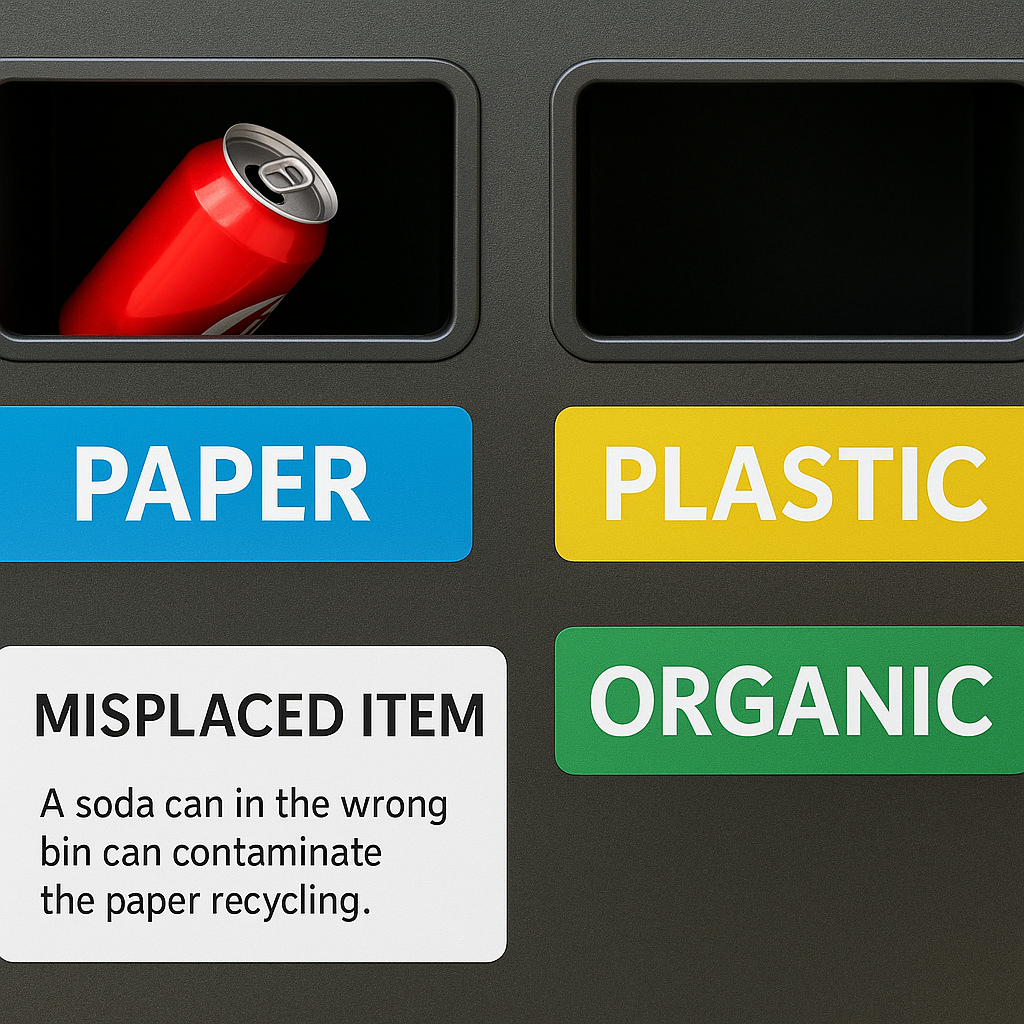 PAPER
PLASTIC
ORGANIC
MISPLACED ITEM
A soda can in the wrong
bin can contaminate
the paper recycling.